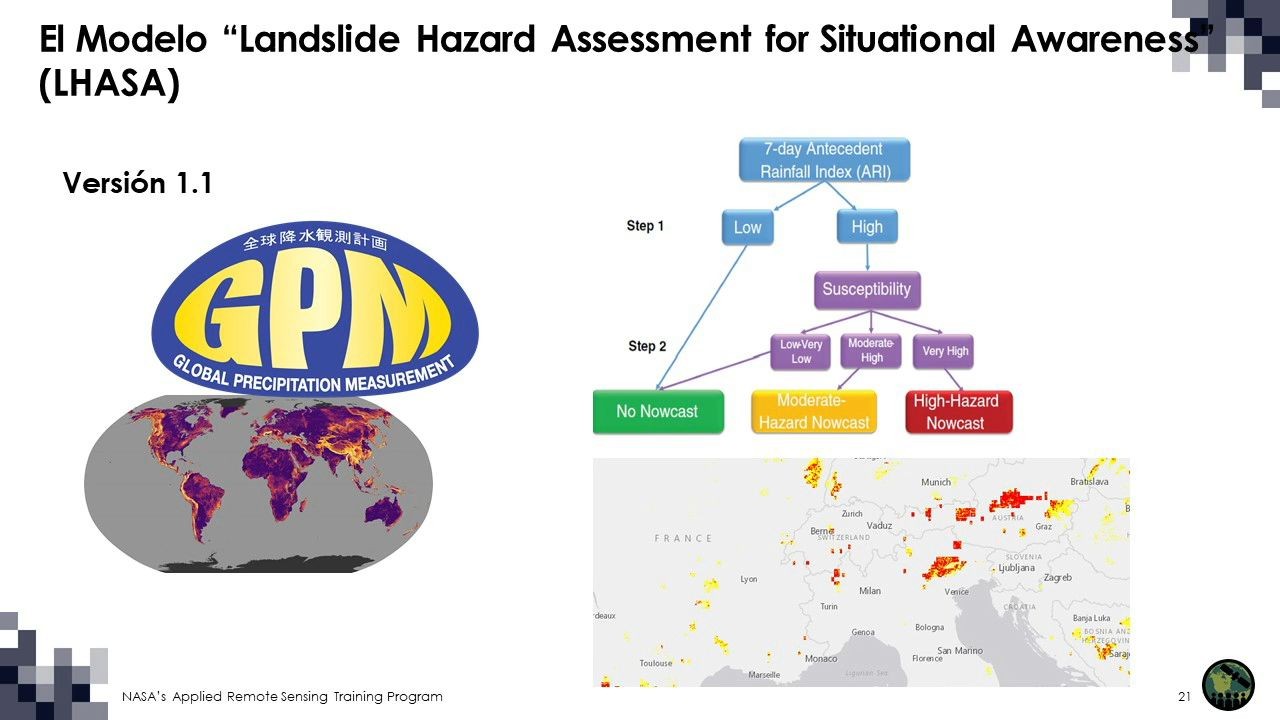 El Modelo “Landslide Hazard Assessment for Situational Awareness”
(LHASA)
Versión 1.1
全球降水観測計画
GPM
GLOBAL PRECIPITATION MEASUREMENT
7-day Antecedent
Rainfall Index (ARI)
Step 1
Low
High
Susceptibility
Step 2
Low-Very
Low
Moderate-
High
Very High
No Nowcast
Moderate-
Hazard Nowcast
High-Hazard
Nowcast
Munich
Bratislava
Zurich
Vaduz
AUSTRIA
Graz
Berne
SWITZERLAND
FRANCE
SLOVENIA
Ljubljana
Zagreb
Lyon
Milan
Venice
Turin
CROATIA
rdeaux
Banja Luka
Genoa
Bologna
BOSNIA AND
HERZEGOVIN
San Marino
Saraj
Toulouse
Monaco
Florence
Marseille
Ligurian Sea
NASA’s Applied Remote Sensing Training Program
21